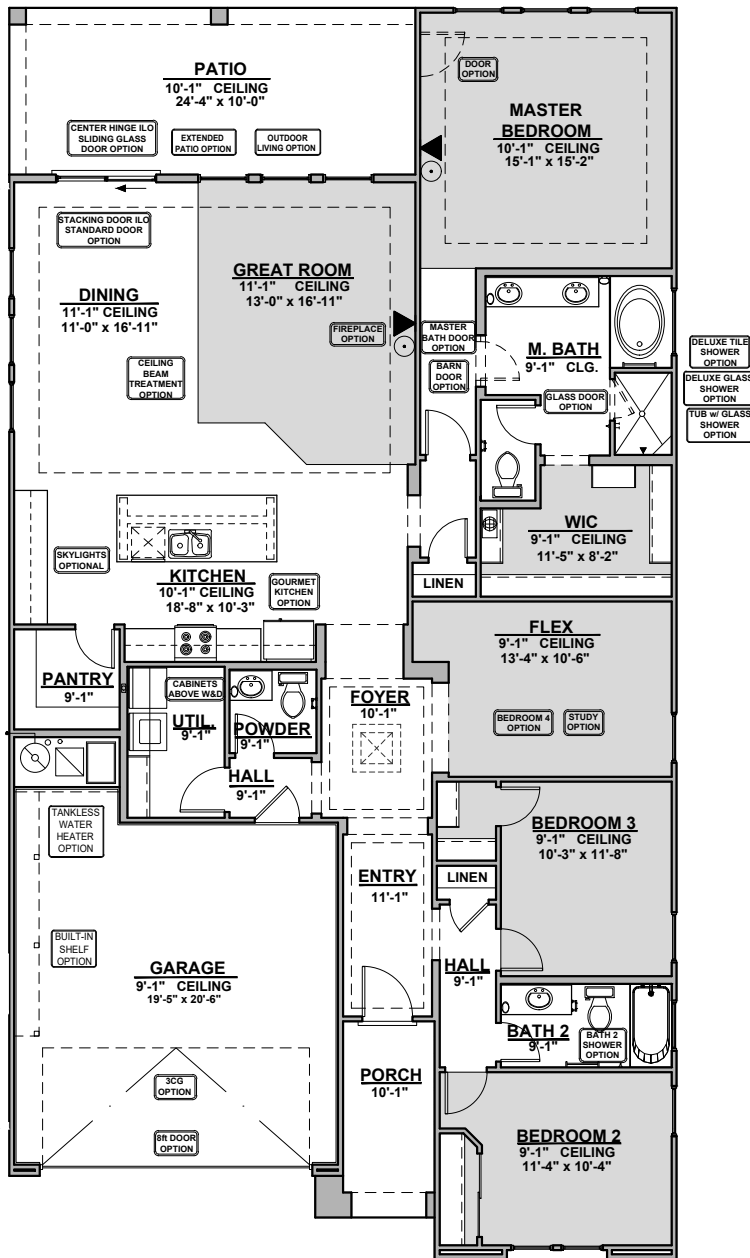 PATIO
10'-1" CEILING
24'-4" x 10'-0"
CENTER HINGE ILO
SLIDING GLASS
DOOR OPTION
EXTENDED
PATIO OPTION
OUTDOOR
LIVING OPTION
DOOR
OPTION
MASTER
BEDROOM
10'-1" CEILING
15'-1" x 15'-2"
STACKING DOOR ILO
STANDARD DOOR
OPTION
GREAT ROOM
11'-1" CEILING
13'-0" x 16'-11"
DINING
11'-1" CEILING
11'-0" x 16'-11"
FIREPLACE
OPTION
CEILING
BEAM
TREATMENT
OPTION
MASTER
BATH DOOR
OPTION
BARN
DOOR
OPTION
M. BATH
9'-1" CLG.
GLASS DOOR
OPTION
DELUXE TILE
SHOWER
OPTION
DELUXE GLASS
SHOWER
OPTION
TUB w/ GLASS
SHOWER
OPTION
WIC
9'-1" CEILING
11'-5" x 8'-2"
SKYLIGHTS
OPTIONAL
KITCHEN
10'-1" CEILING
18'-8" x 10'-3"
GOURMET
KITCHEN
OPTION
LINEN
FLEX
9'-1" CEILING
13'-4" x 10'-6"
BEDROOM 4
OPTION
STUDY
OPTION
PANTRY
9'-1"
CABINETS
ABOVE W&D
UTIL.
9'-1"
POWDER
9'-1"
FOYER
10'-1"
HALL
9'-1"
TANKLESS
WATER
HEATER
OPTION
BEDROOM 3
9'-1" CEILING
10'-3" x 11'-8"
ENTRY
11'-1"
LINEN
BUILT-IN
SHELF
OPTION
GARAGE
9'-1" CEILING
19'-5" x 20'-6"
HALL
9'-1"
BATH 2
9'-1"
BATH 2
SHOWER
OPTION
PORCH
10'-1"
3CG
OPTION
8ft DOOR
OPTION
BEDROOM 2
9'-1" CEILING
11'-4" x 10'-4"